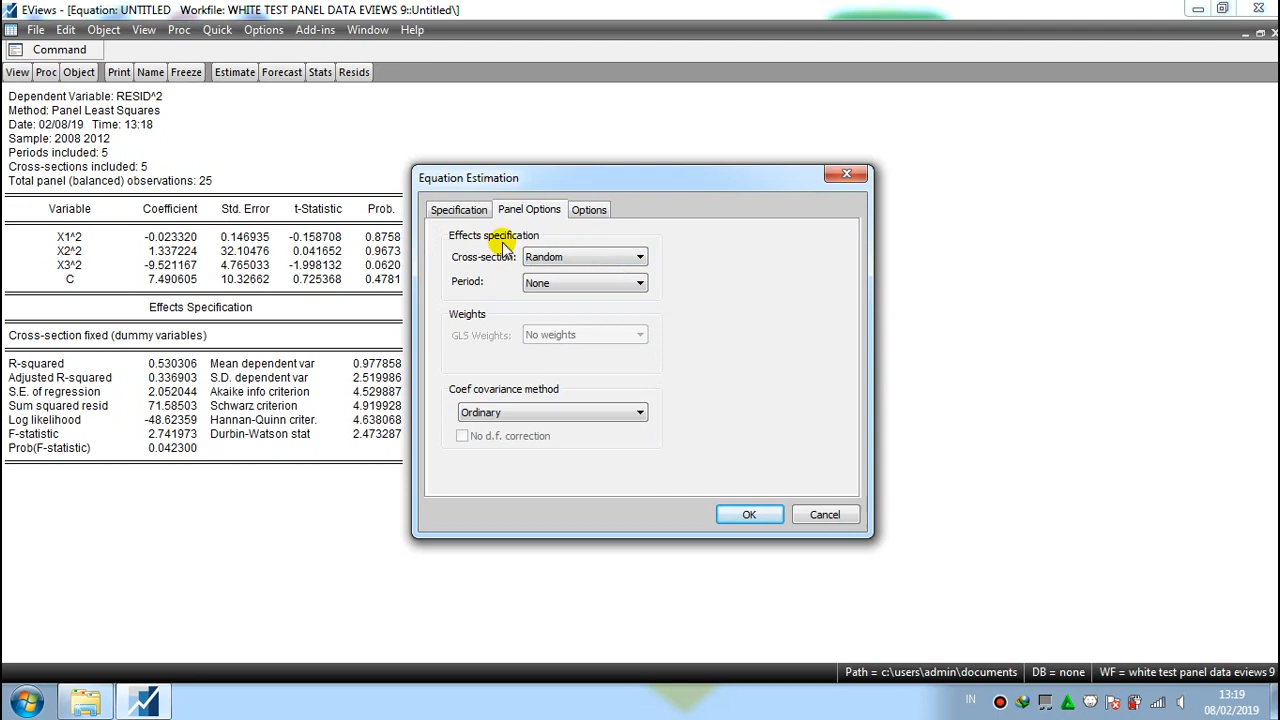 EViews - [Equation: UNTITLED   Workfile: WHITE TEST PANEL DATA EVIEWS 9::Untitled\]
File Edit Object View Proc Quick Options Add-ins Window Help
Command
View Proc Object Print Name Freeze Estimate Forecast Stats Resids
Dependent Variable: RESID^2
Method: Panel Least Squares
Date: 02/08/19   Time: 13:18
Sample: 2008 2012
Periods included: 5
Cross-sections included: 5
Total panel (balanced) observations: 25
Variable Coefficient Std. Error t-Statistic Prob.
X1^2 -0.023320 0.146935 -0.158708 0.8758
X2^2 1.337224 32.10476 0.041652 0.9673
X3^2 -9.521167 4.765033 -1.998132 0.0620
C 7.490605 10.32662 0.725368 0.4781
Effects Specification
Cross-section fixed (dummy variables)
R-squared 0.530306 Mean dependent var 0.977858
Adjusted R-squared 0.336903 S.D. dependent var 2.519986
S.E. of regression 2.052044 Akaike info criterion 4.529887
Sum squared resid 71.58503 Schwarz criterion 4.919928
Log likelihood -48.62359 Hannan-Quinn criter. 4.638068
F-statistic 2.741973 Durbin-Watson stat 2.473287
Prob(F-statistic) 0.042300
Equation Estimation
Specification Panel Options Options
Effects specification
Cross-section: Random
Period: None
Weights
GLS Weights: No weights
Coef covariance method
Ordinary
No d.f. correction
OK Cancel
Path = c:\users\admin\documents DB = none WF = white test panel data eviews 9
IN 13:19
08/02/2019